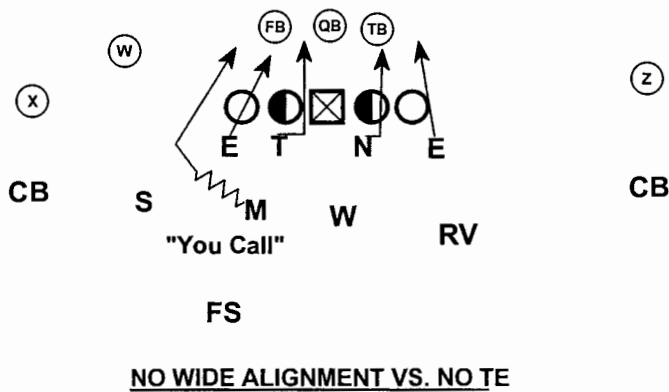 FB QB TB
W
X Z
E T N E
CB S M W CB
"You Call" RV
FS
NO WIDE ALIGNMENT VS. NO TE